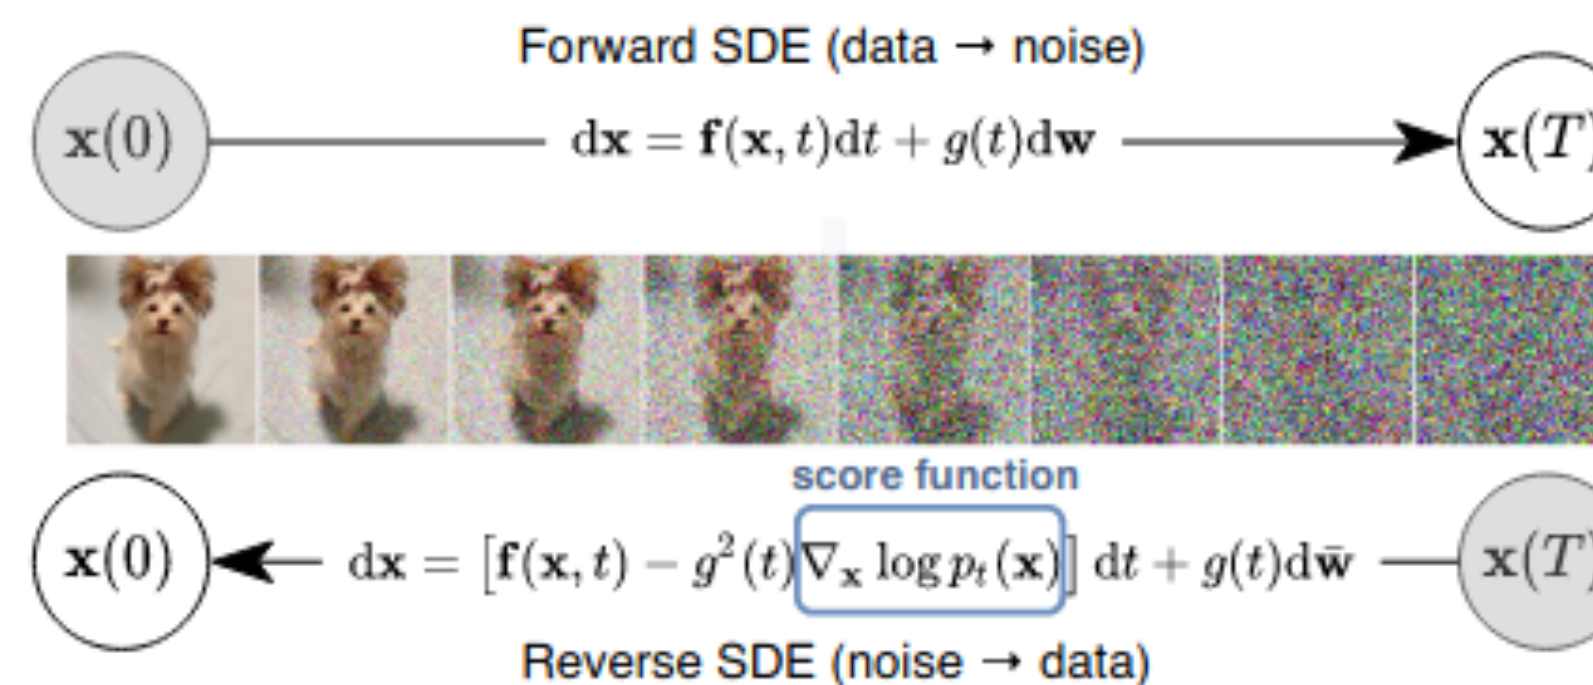 Forward SDE (data → noise)
x(0) dx = f(x, t)dt + g(t)dw x(T)
score function
x(0) dx = [f(x, t) − g²(t)∇ₓ log pₜ(x)] dt + g(t)dw̄ x(T)
Reverse SDE (noise → data)